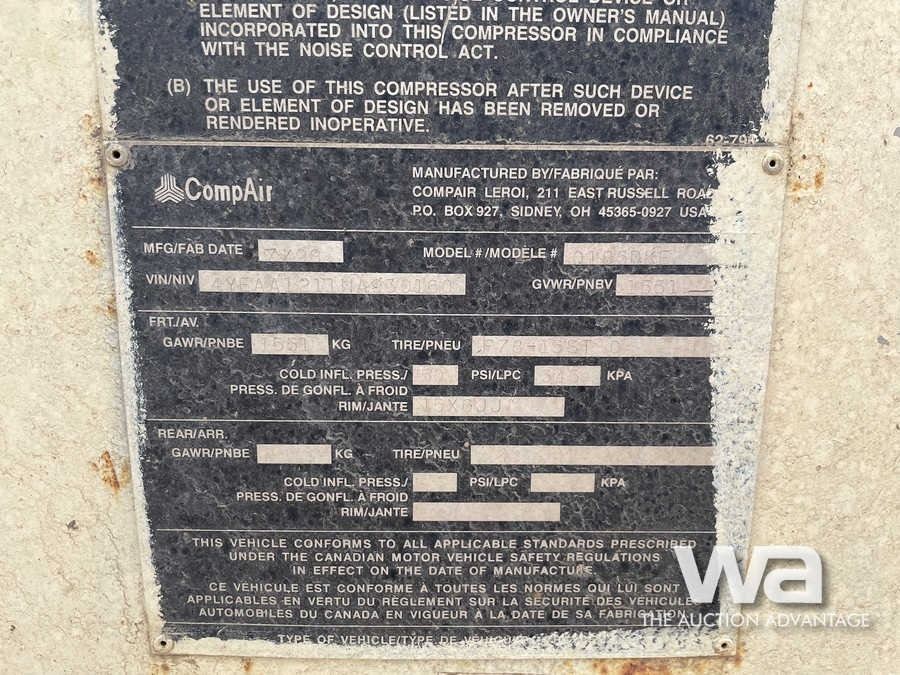 ELEMENT OF DESIGN (LISTED IN THE OWNER'S MANUAL)
INCORPORATED INTO THIS COMPRESSOR IN COMPLIANCE
WITH THE NOISE CONTROL ACT.
(B) THE USE OF THIS COMPRESSOR AFTER SUCH DEVICE
OR ELEMENT OF DESIGN HAS BEEN REMOVED OR
RENDERED INOPERATIVE.
CompAir
MANUFACTURED BY/FABRIQUÉ PAR:
COMPAIR LEROI, 211 EAST RUSSELL ROAD
P.O. BOX 927, SIDNEY, OH 45365-0927 USA
MFG/FAB DATE MODEL #/MODÈLE #
VIN/NIV GVWR/PNBV 1551
FRT./AV.
GAWR/PNBE 1551 KG TIRE/PNEU
COLD INFL. PRESS./ PSI/LPC KPA
PRESS. DE GONFL. À FROID
RIM/JANTE
REAR/ARR.
GAWR/PNBE KG TIRE/PNEU
COLD INFL. PRESS./ PSI/LPC KPA
PRESS. DE GONFL. À FROID
RIM/JANTE
THIS VEHICLE CONFORMS TO ALL APPLICABLE STANDARDS PRESCRIBED
UNDER THE CANADIAN MOTOR VEHICLE SAFETY REGULATIONS
IN EFFECT ON THE DATE OF MANUFACTURE.
CE VÉHICULE EST CONFORME À TOUTES LES NORMES QUI LUI SONT
APPLICABLES EN VERTU DU RÈGLEMENT SUR LA SÉCURITÉ DES VÉHICULES
AUTOMOBILES DU CANADA EN VIGUEUR À LA DATE DE SA FABRICATION.
TYPE OF VEHICLE/TYPE DE VÉHICULE
wa
THE AUCTION ADVANTAGE